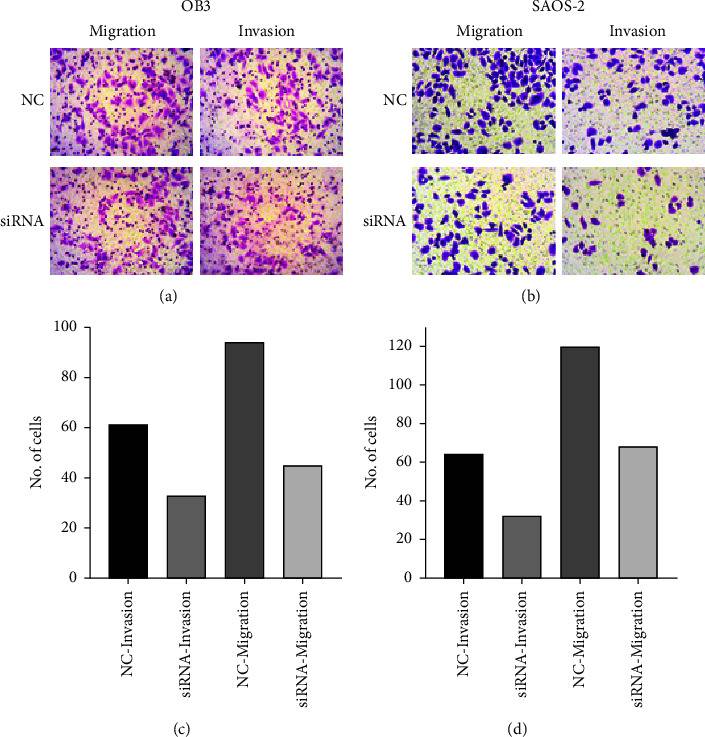 OB3
SAOS-2
Migration Invasion
Migration Invasion
NC
NC
siRNA
siRNA
(a)
(b)
100
80
60
40
20
0
No. of cells
NC-Invasion
siRNA-Invasion
NC-Migration
siRNA-Migration
(c)
120
100
80
60
40
20
0
No. of cells
NC-Invasion
siRNA-Invasion
NC-Migration
siRNA-Migration
(d)